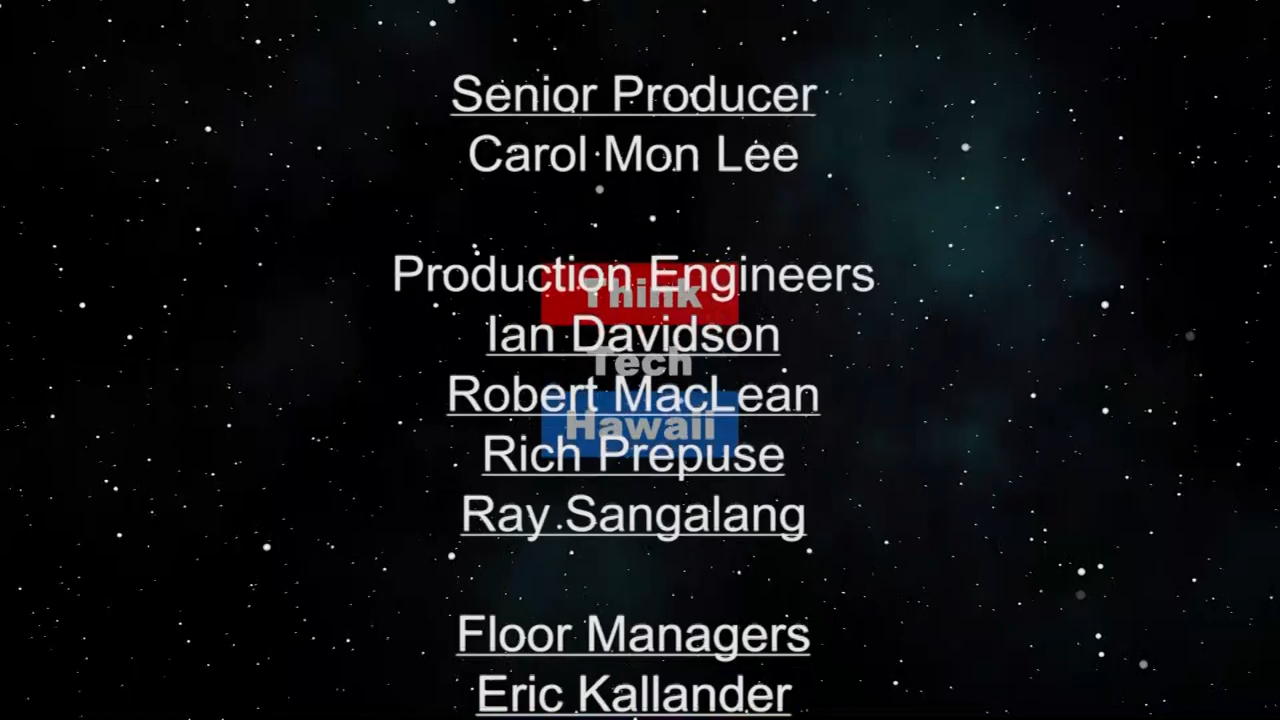 Senior Producer
Carol Mon Lee
Production Engineers
Think
Ian Davidson
Tech
Robert MacLean
Hawaii
Rich Prepuse
Ray Sangalang
Floor Managers
Eric Kallander